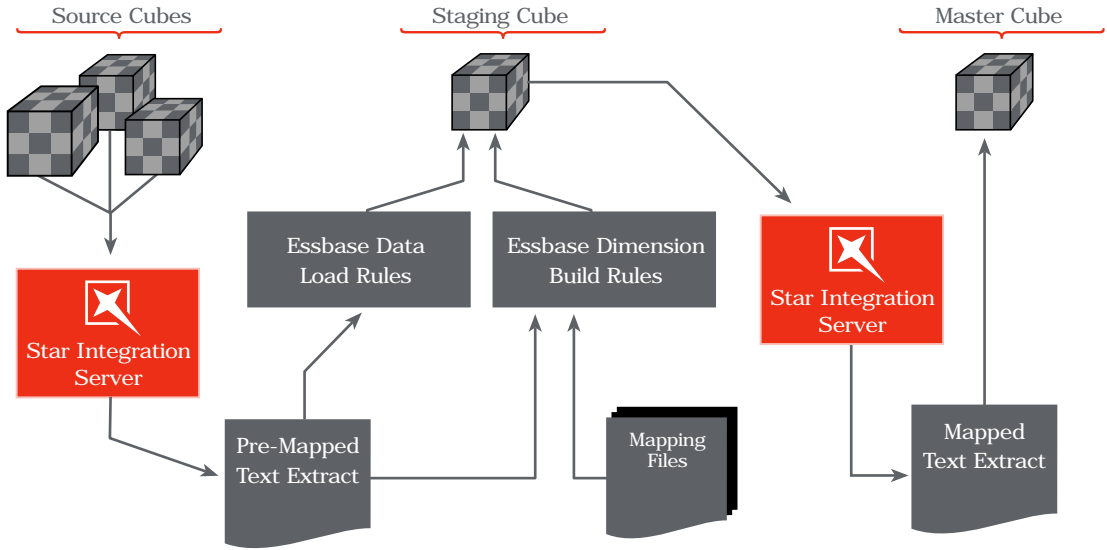 Source Cubes
Staging Cube
Master Cube
Essbase Data
Load Rules
Essbase Dimension
Build Rules
Star Integration
Server
Star Integration
Server
Pre-Mapped
Text Extract
Mapping
Files
Mapped
Text Extract